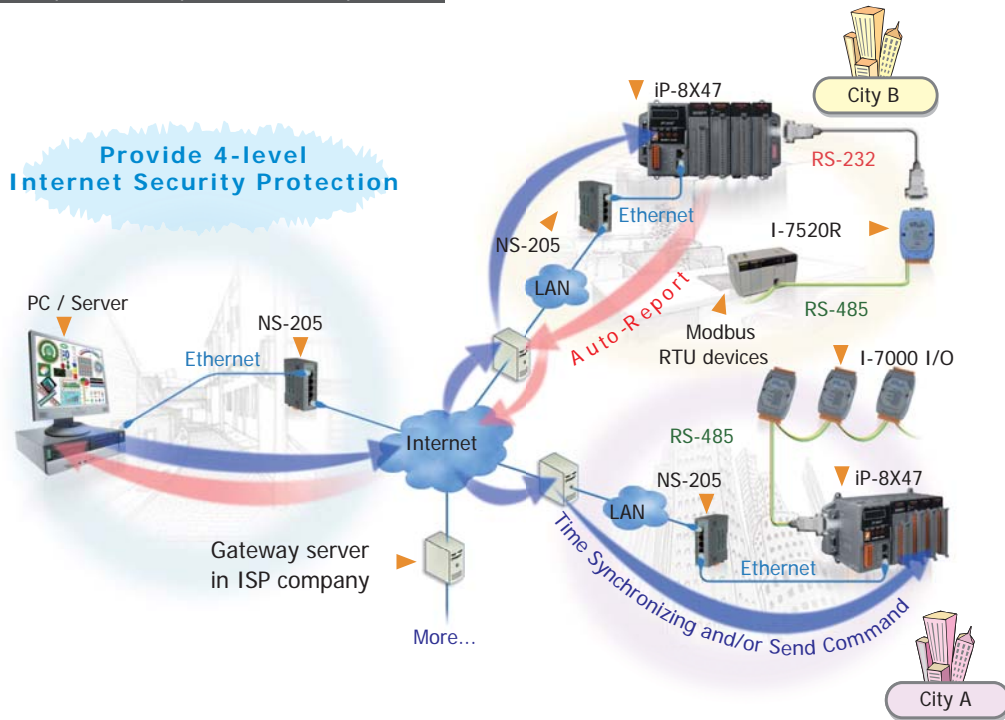 Provide 4-level
Internet Security Protection
City B
iP-8X47
RS-232
NS-205
Ethernet
I-7520R
LAN
Auto-Report
Modbus
RTU devices
RS-485
PC / Server
NS-205
Ethernet
I-7000 I/O
Internet
RS-485
NS-205
iP-8X47
LAN
Ethernet
Gateway server
in ISP company
Time Synchronizing and/or Send Command
More...
City A